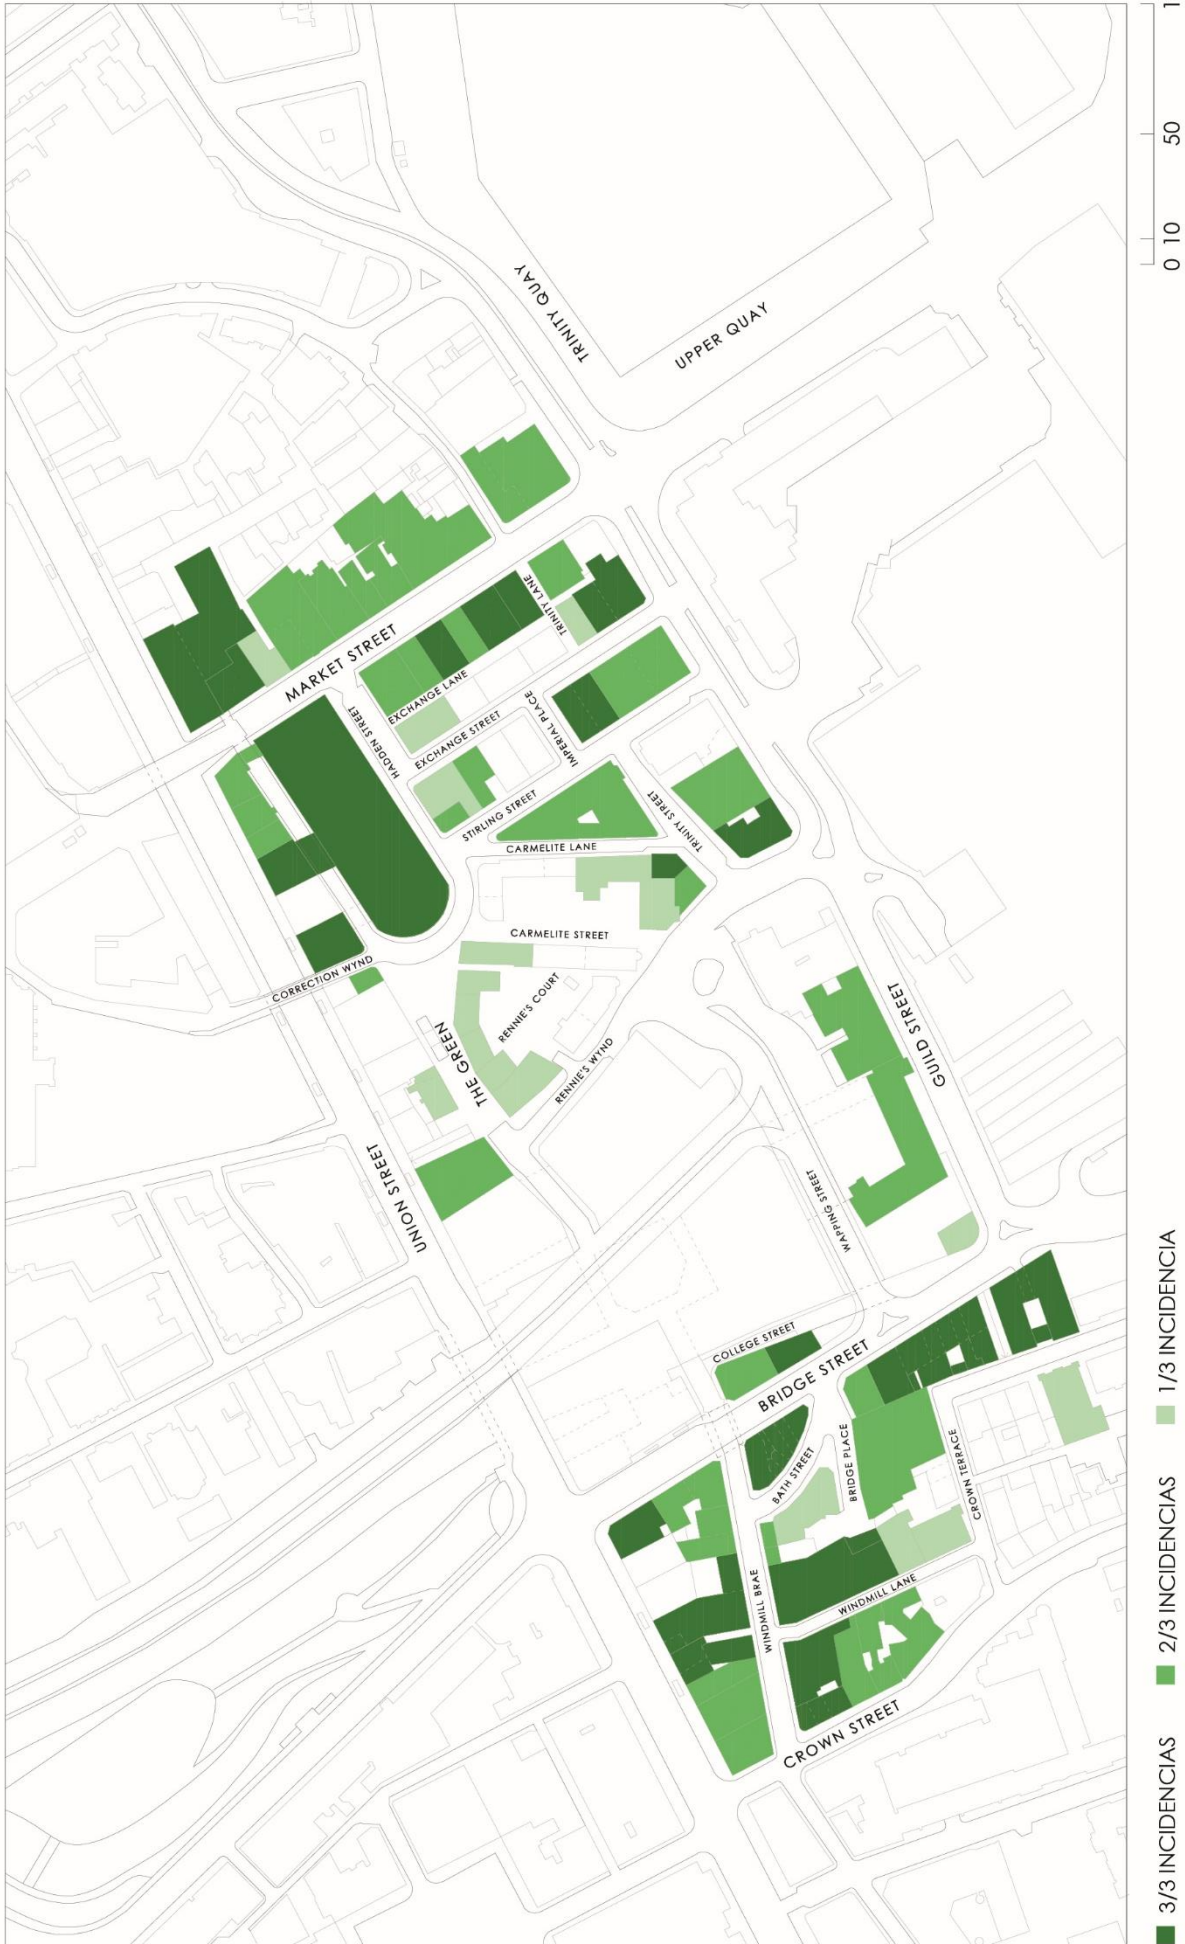 TRINITY QUAY
UPPER QUAY
MARKET STREET
TRINITY LANE
EXCHANGE LANE
HADDEN STREET
EXCHANGE STREET
IMPERIAL PLACE
STIRLING STREET
TRINITY STREET
CARMELITE LANE
CARMELITE STREET
CORRECTION WYND
RENNIE'S COURT
THE GREEN
RENNIE'S WYND
GUILD STREET
UNION STREET
WAPPING STREET
COLLEGE STREET
BRIDGE STREET
BATH STREET
BRIDGE PLACE
CROWN TERRACE
WINDMILL BRAE
WINDMILL LANE
CROWN STREET
3/3 INCIDENCIAS
2/3 INCIDENCIAS
1/3 INCIDENCIA
0 10 50